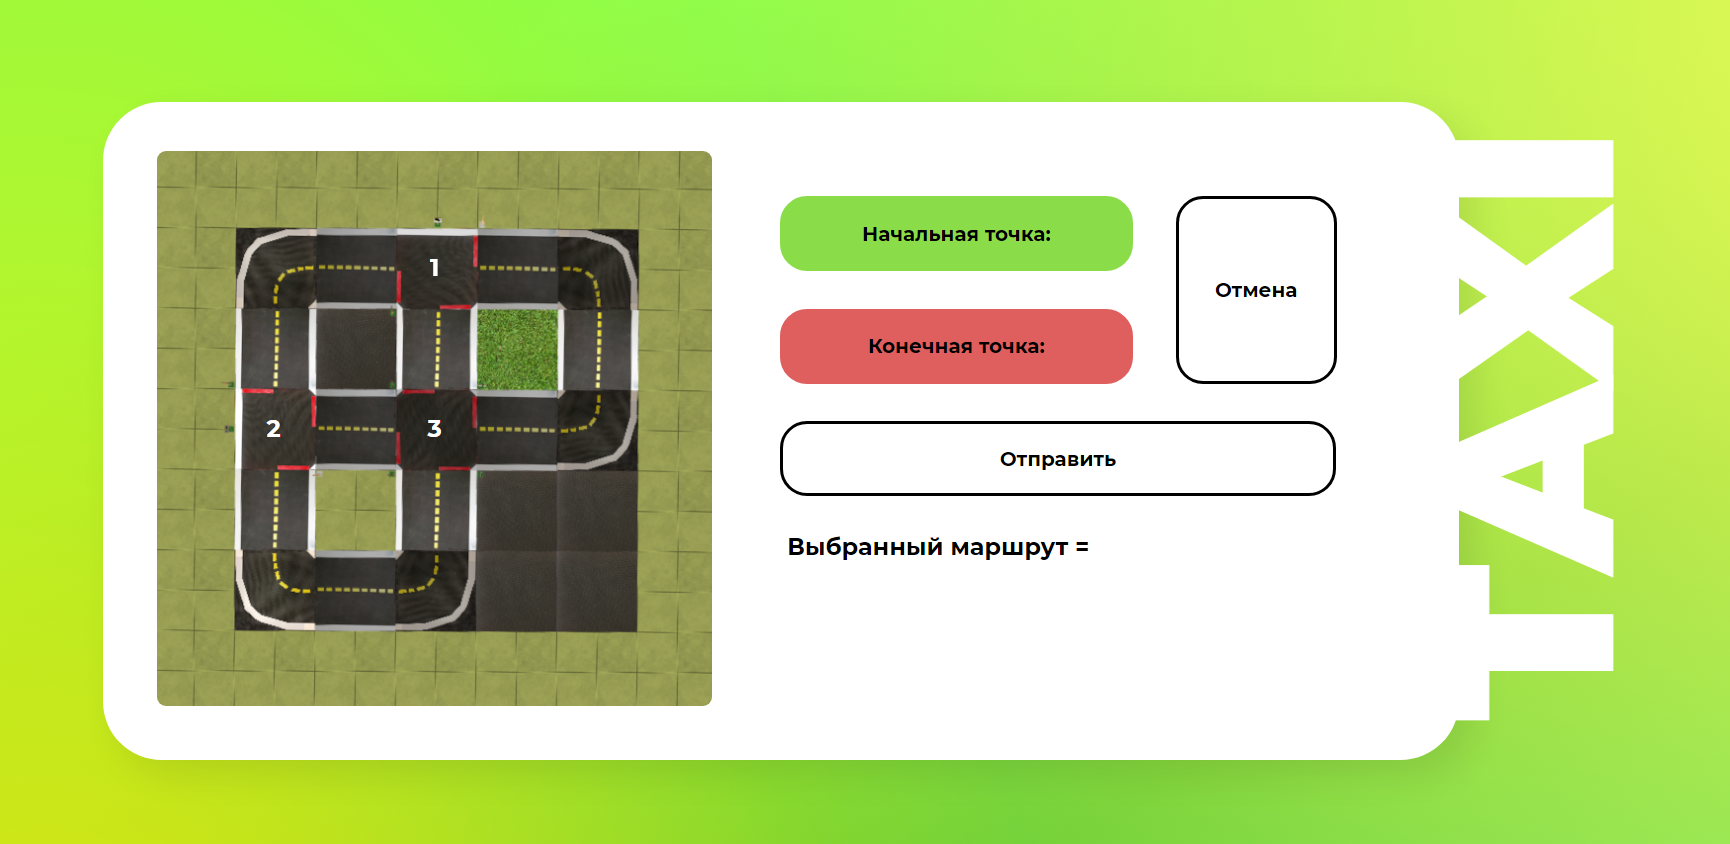 1
2
3
Начальная точка:
Конечная точка:
Отмена
Отправить
Выбранный маршрут =
TAXI